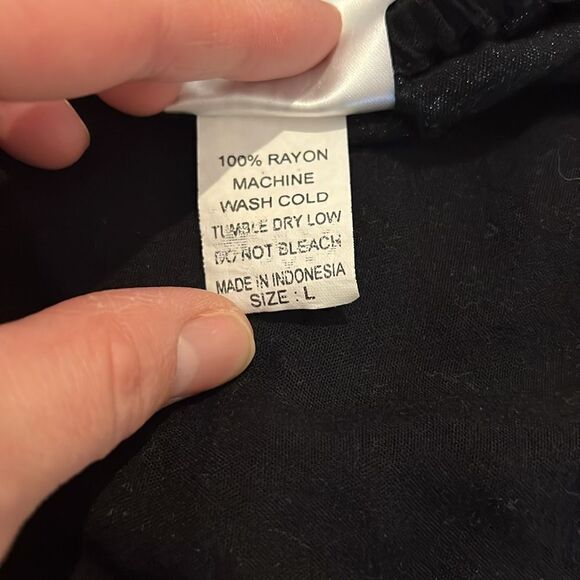 100% RAYON
MACHINE
WASH COLD
TUMBLE DRY LOW
DO NOT BLEACH
MADE IN INDONESIA
SIZE : L